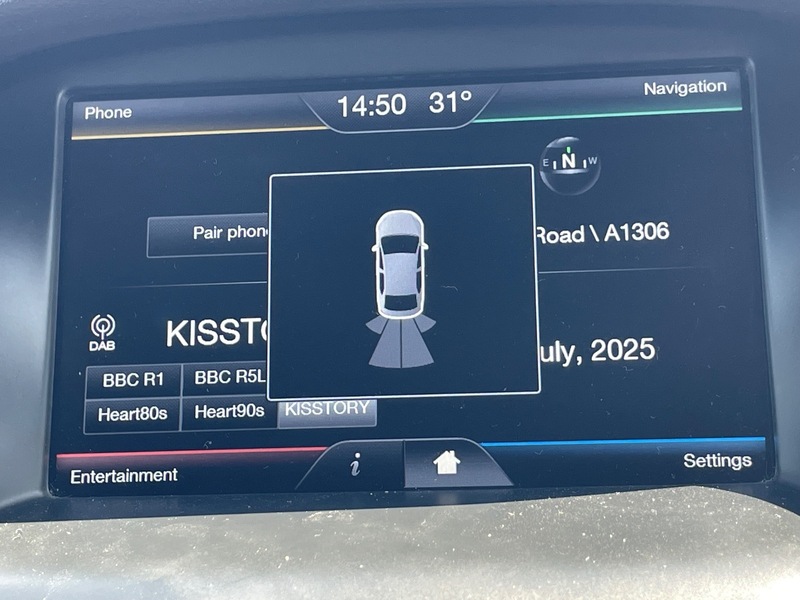 Phone
14:50 31°
Navigation
E N W
Pair phon
Road \ A1306
DAB
KISST
uly, 2025
BBC R1
BBC R5L
Heart80s
Heart90s
KISSTORY
Entertainment
i
Settings